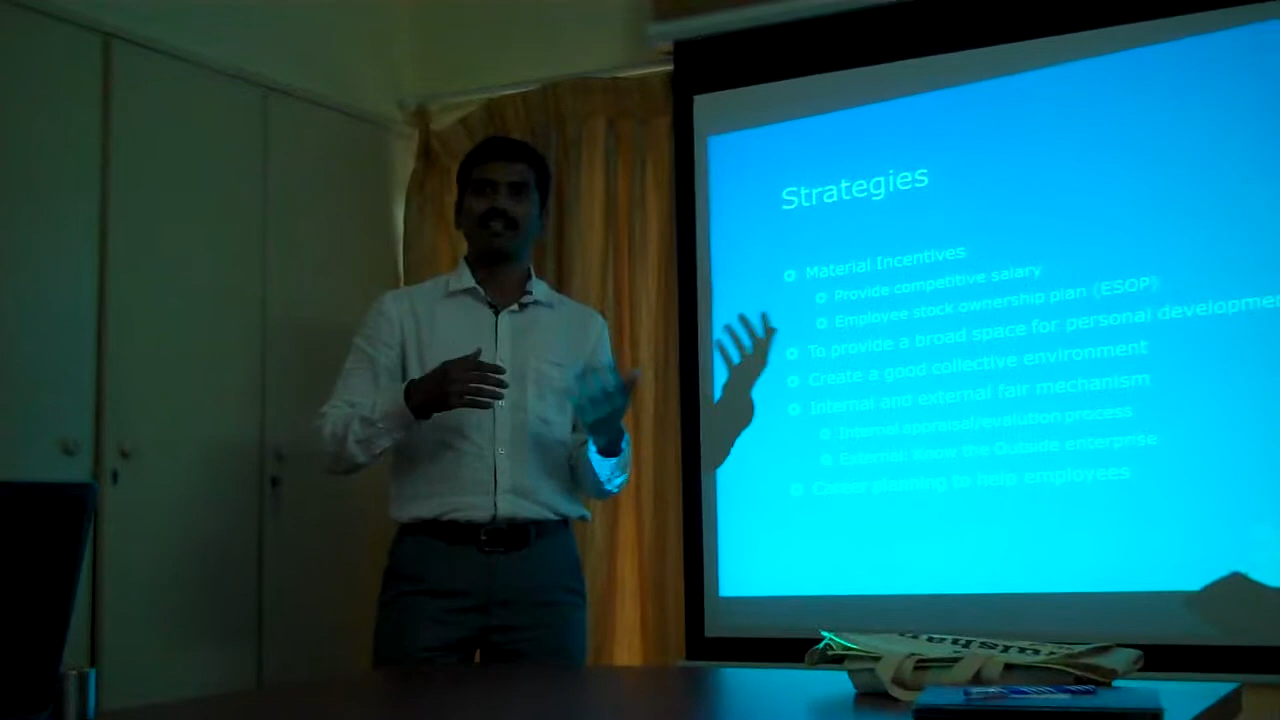 Strategies
Material Incentives
Provide competitive salary
Employee stock ownership plan (ESOP)
To provide a broad space for personal developmen
Create a good collective environment
Internal and external fair mechanism
Internal appraisal/evalution process
External: Know the Outside enterprise
Career planning to help employees